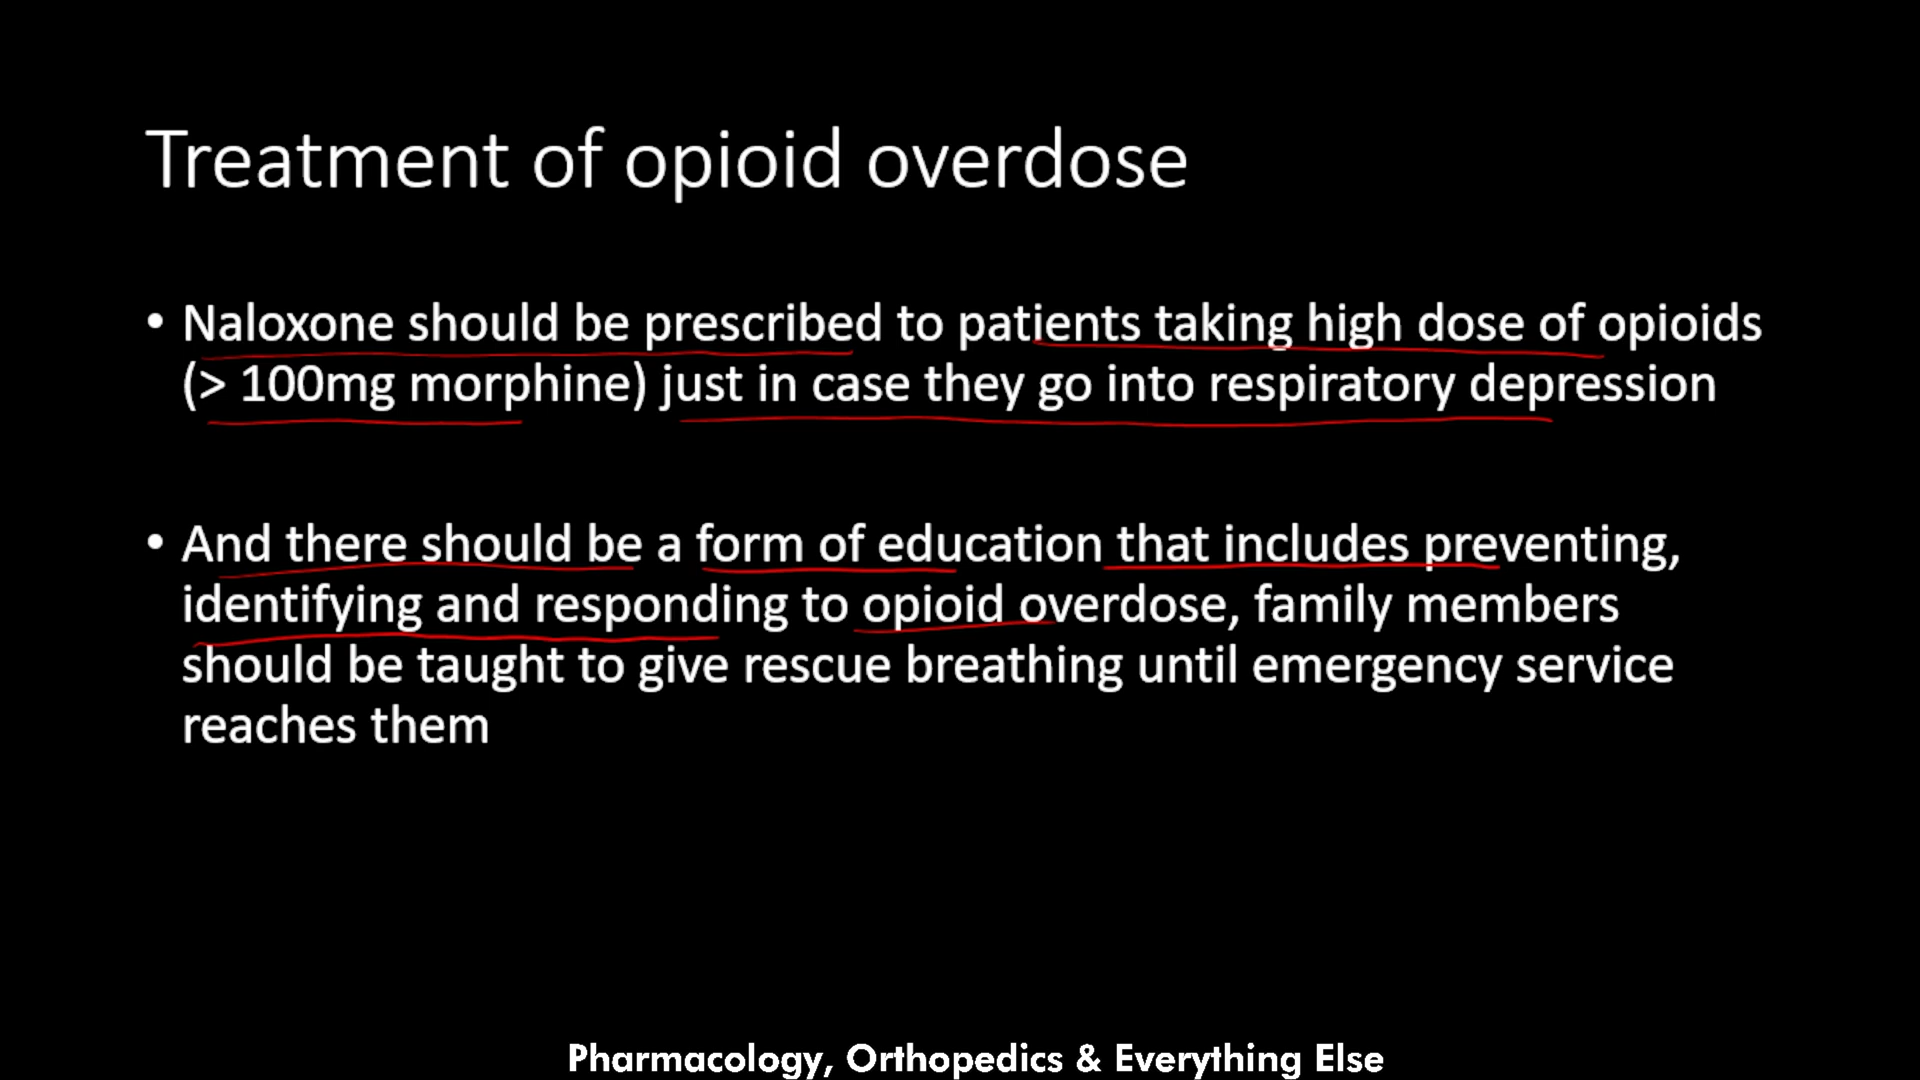 Treatment of opioid overdose
• Naloxone should be prescribed to patients taking high dose of opioids
(> 100mg morphine) just in case they go into respiratory depression
• And there should be a form of education that includes preventing,
identifying and responding to opioid overdose, family members
should be taught to give rescue breathing until emergency service
reaches them
Pharmacology, Orthopedics & Everything Else